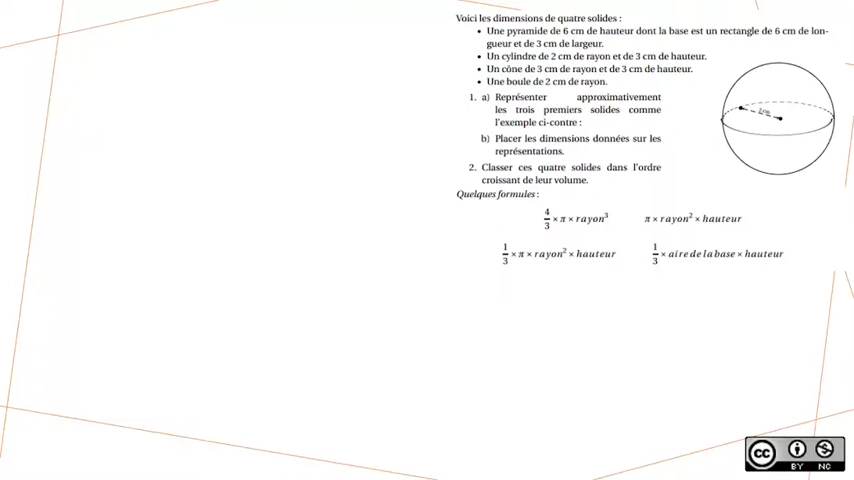 Voici les dimensions de quatre solides :
• Une pyramide de 6 cm de hauteur dont la base est un rectangle de 6 cm de lon-
gueur et de 3 cm de largeur.
• Un cylindre de 2 cm de rayon et de 3 cm de hauteur.
• Un cône de 3 cm de rayon et de 3 cm de hauteur.
• Une boule de 2 cm de rayon.
1. a) Représenter approximativement
les trois premiers solides comme
l'exemple ci-contre :
b) Placer les dimensions données sur les
représentations.
2. Classer ces quatre solides dans l'ordre
croissant de leur volume.
2 cm
Quelques formules :
4/3 × π × rayon³ π × rayon² × hauteur
1/3 × π × rayon² × hauteur 1/3 × aire de la base × hauteur
cc
BY NC